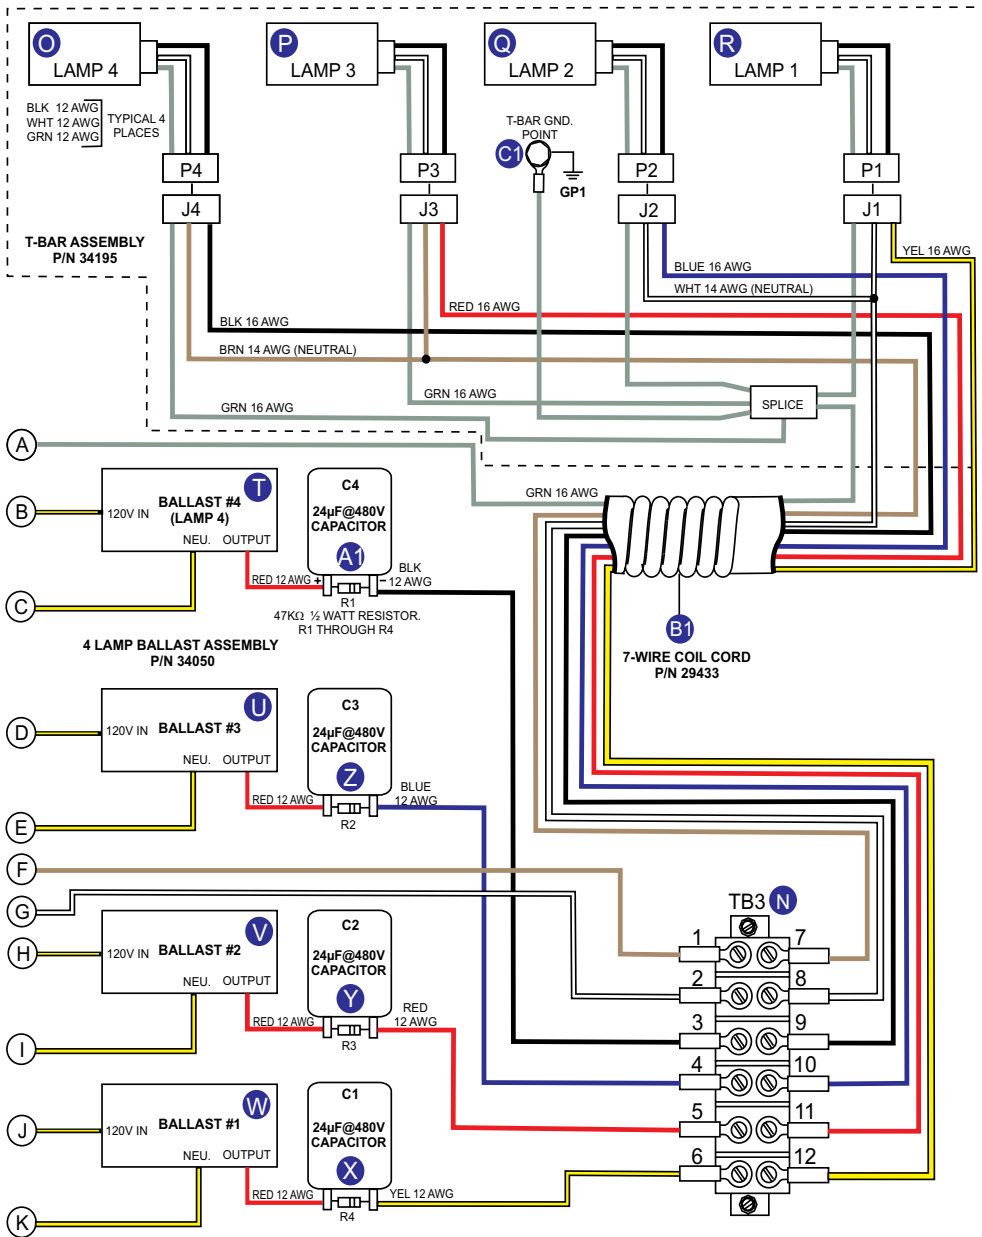 O
LAMP 4
P
LAMP 3
Q
LAMP 2
R
LAMP 1
BLK 12 AWG
WHT 12 AWG
GRN 12 AWG
TYPICAL 4
PLACES
T-BAR GND.
POINT
C1
GP1
P4
P3
P2
P1
J4
J3
J2
J1
T-BAR ASSEMBLY
P/N 34195
YEL 16 AWG
BLUE 16 AWG
WHT 14 AWG (NEUTRAL)
RED 16 AWG
BLK 16 AWG
BRN 14 AWG (NEUTRAL)
GRN 16 AWG
GRN 16 AWG
SPLICE
A
B
120V IN
BALLAST #4
(LAMP 4)
T
NEU.
OUTPUT
C4
24µF@480V
CAPACITOR
A1
GRN 16 AWG
RED 12 AWG
+
–
BLK
12 AWG
R1
47KΩ ½ WATT RESISTOR.
R1 THROUGH R4
C
B1
7-WIRE COIL CORD
P/N 29433
4 LAMP BALLAST ASSEMBLY
P/N 34050
D
120V IN
BALLAST #3
U
NEU.
OUTPUT
C3
24µF@480V
CAPACITOR
Z
RED 12 AWG
BLUE
12 AWG
R2
E
F
G
H
120V IN
BALLAST #2
V
NEU.
OUTPUT
C2
24µF@480V
CAPACITOR
Y
RED 12 AWG
RED
12 AWG
R3
I
TB3
N
1
7
2
8
3
9
4
10
5
11
6
12
J
120V IN
BALLAST #1
W
NEU.
OUTPUT
C1
24µF@480V
CAPACITOR
X
RED 12 AWG
YEL 12 AWG
R4
K